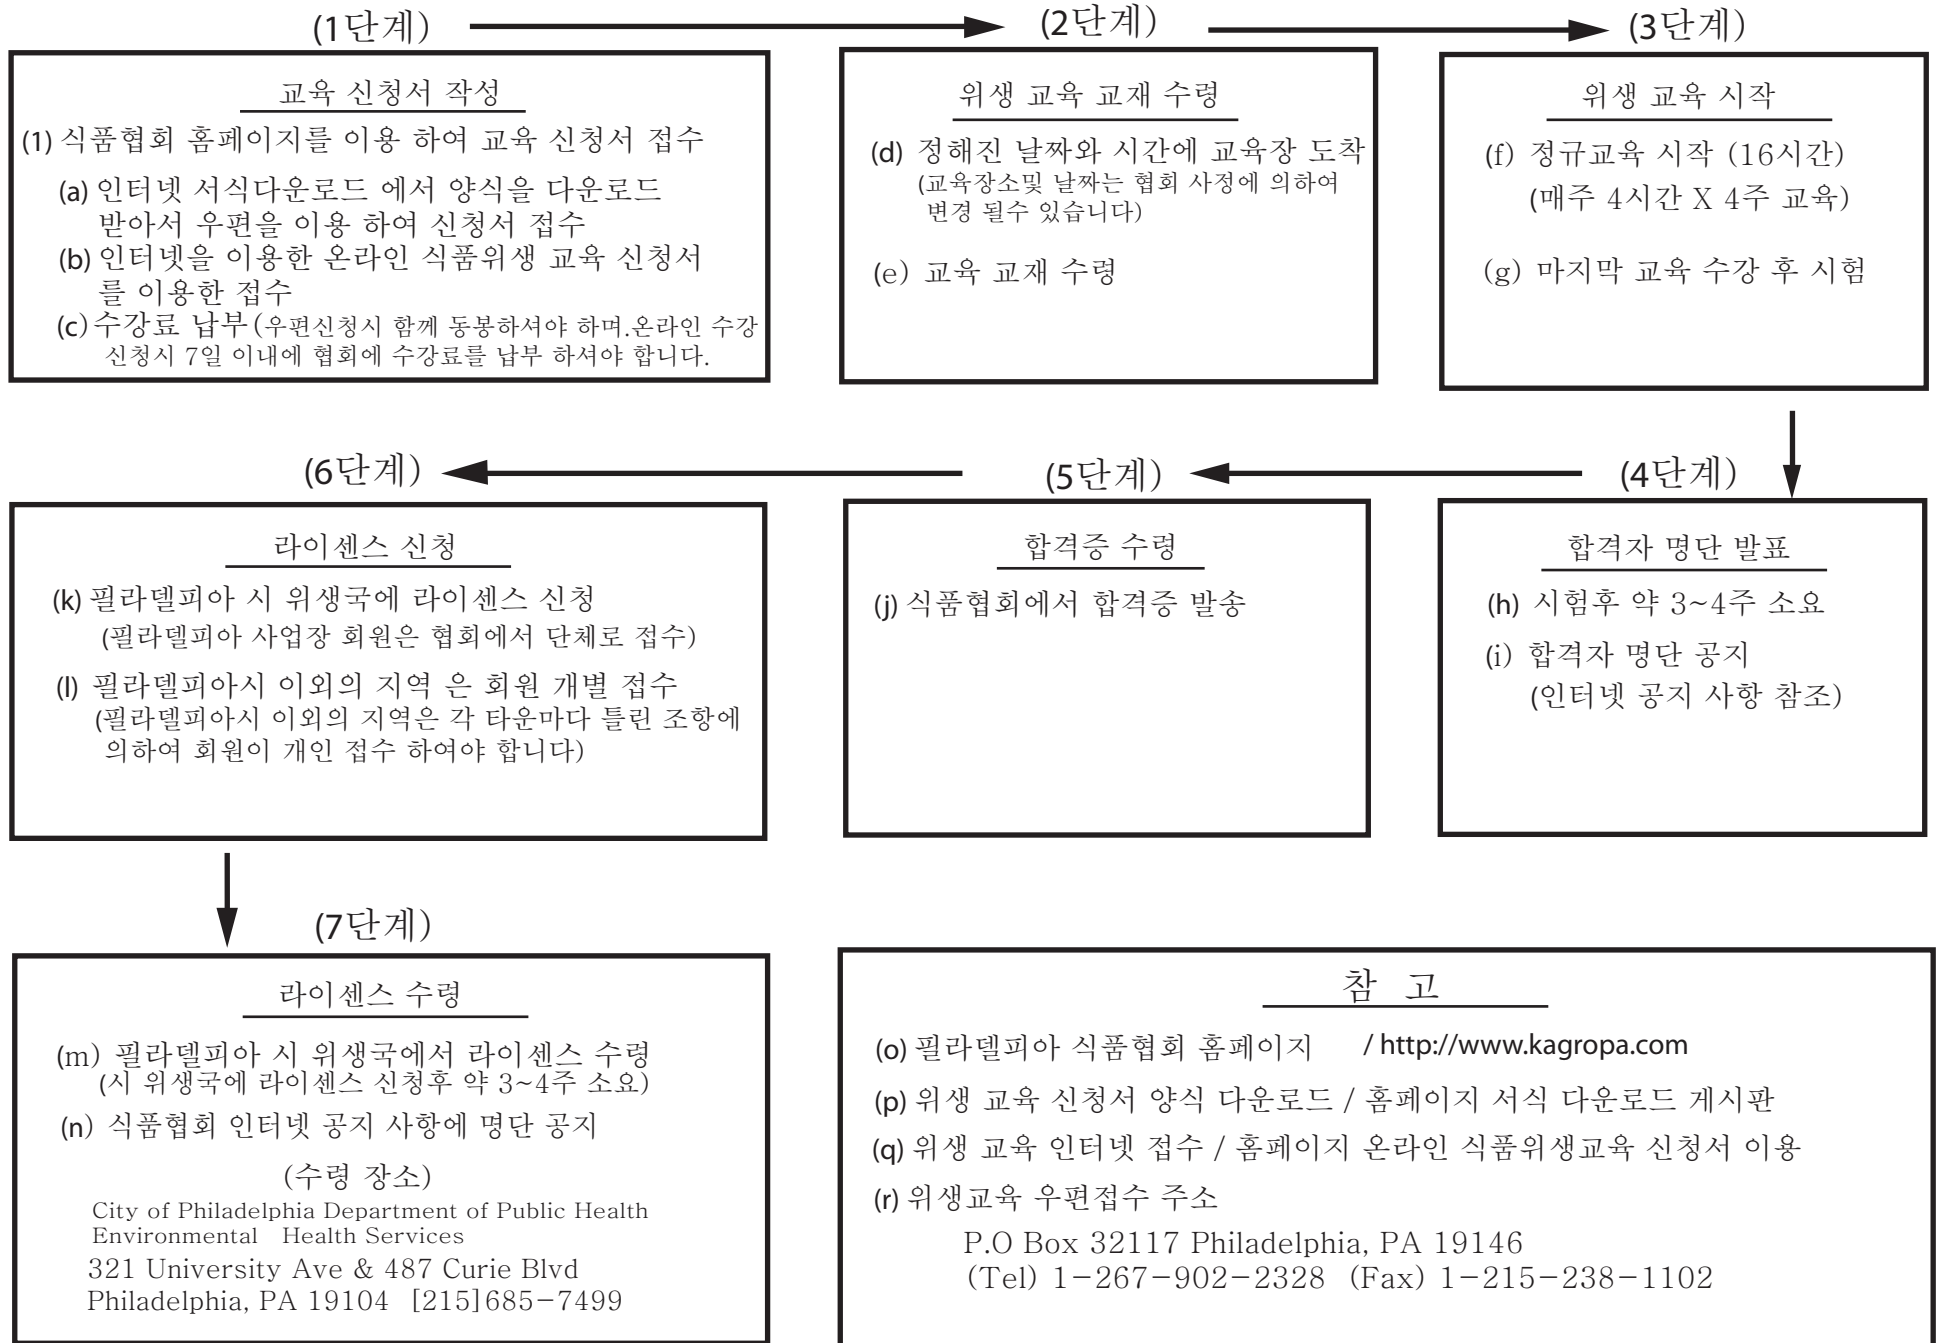 (1단계)
교육 신청서 작성
(1) 식품협회 홈페이지를 이용 하여 교육 신청서 접수
(a) 인터넷 서식다운로드 에서 양식을 다운로드
받아서 우편을 이용 하여 신청서 접수
(b) 인터넷을 이용한 온라인 식품위생 교육 신청서
를 이용한 접수
(c) 수강료 납부(우편신청시 함께 동봉하셔야 하며.온라인 수강
신청시 7일 이내에 협회에 수강료를 납부 하셔야 합니다.
(2단계)
위생 교육 교재 수령
(d) 정해진 날짜와 시간에 교육장 도착
(교육장소및 날짜는 협회 사정에 의하여
변경 될수 있습니다)
(e) 교육 교재 수령
(3단계)
위생 교육 시작
(f) 정규교육 시작 (16시간)
(매주 4시간 X 4주 교육)
(g) 마지막 교육 수강 후 시험
(4단계)
합격자 명단 발표
(h) 시험후 약 3~4주 소요
(i) 합격자 명단 공지
(인터넷 공지 사항 참조)
(5단계)
합격증 수령
(j) 식품협회에서 합격증 발송
(6단계)
라이센스 신청
(k) 필라델피아 시 위생국에 라이센스 신청
(필라델피아 사업장 회원은 협회에서 단체로 접수)
(l) 필라델피아시 이외의 지역 은 회원 개별 접수
(필라델피아시 이외의 지역은 각 타운마다 틀린 조항에
의하여 회원이 개인 접수 하여야 합니다)
(7단계)
라이센스 수령
(m) 필라델피아 시 위생국에서 라이센스 수령
(시 위생국에 라이센스 신청후 약 3~4주 소요)
(n) 식품협회 인터넷 공지 사항에 명단 공지
(수령 장소)
City of Philadelphia Department of Public Health
Environmental Health Services
321 University Ave & 487 Curie Blvd
Philadelphia, PA 19104 [215]685-7499
참 고
(o) 필라델피아 식품협회 홈페이지 / http://www.kagropa.com
(p) 위생 교육 신청서 양식 다운로드 / 홈페이지 서식 다운로드 게시판
(q) 위생 교육 인터넷 접수 / 홈페이지 온라인 식품위생교육 신청서 이용
(r) 위생교육 우편접수 주소
P.O Box 32117 Philadelphia, PA 19146
(Tel) 1-267-902-2328 (Fax) 1-215-238-1102